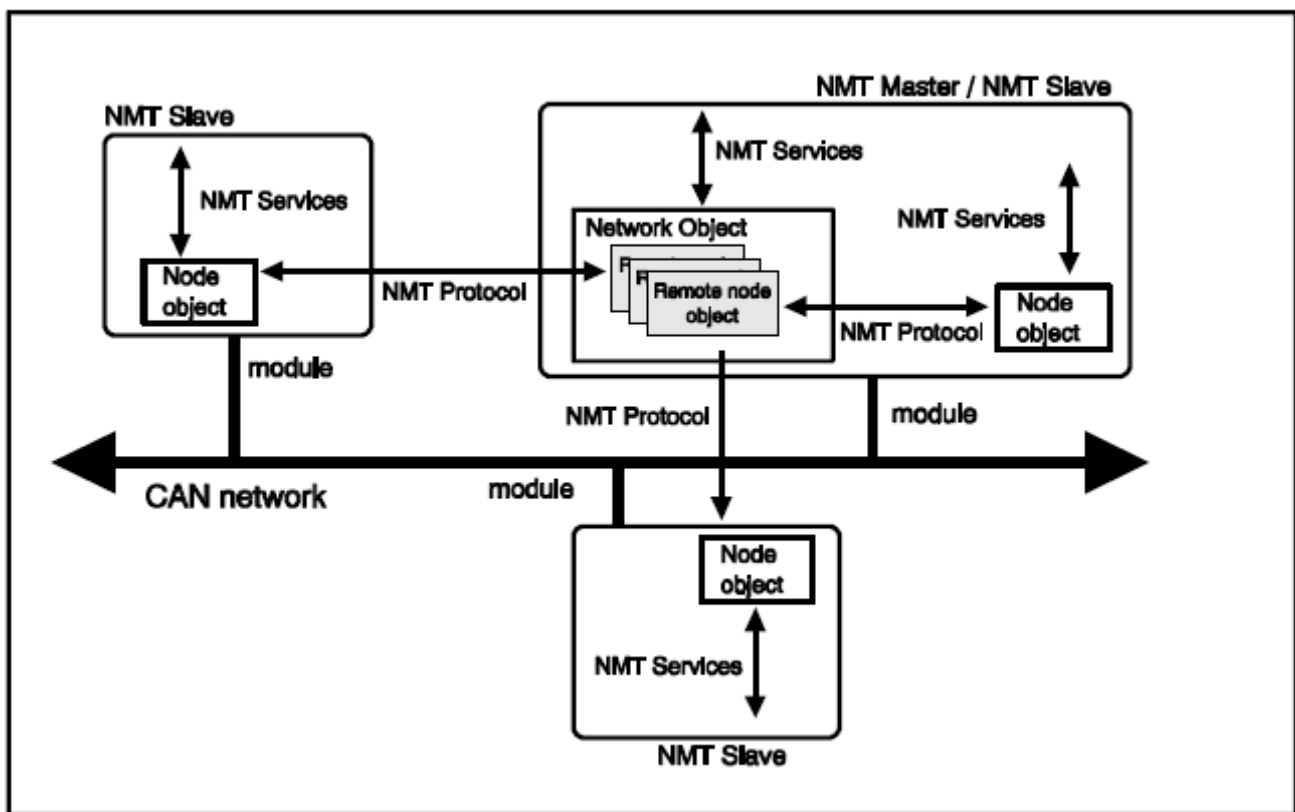 NMT Master / NMT Slave
NMT Slave
NMT Services
NMT Services
NMT Services
Network Object
Node
object
NMT Protocol
Remote node
object
NMT Protocol
Node
object
module
NMT Protocol
module
CAN network
module
Node
object
NMT Services
NMT Slave